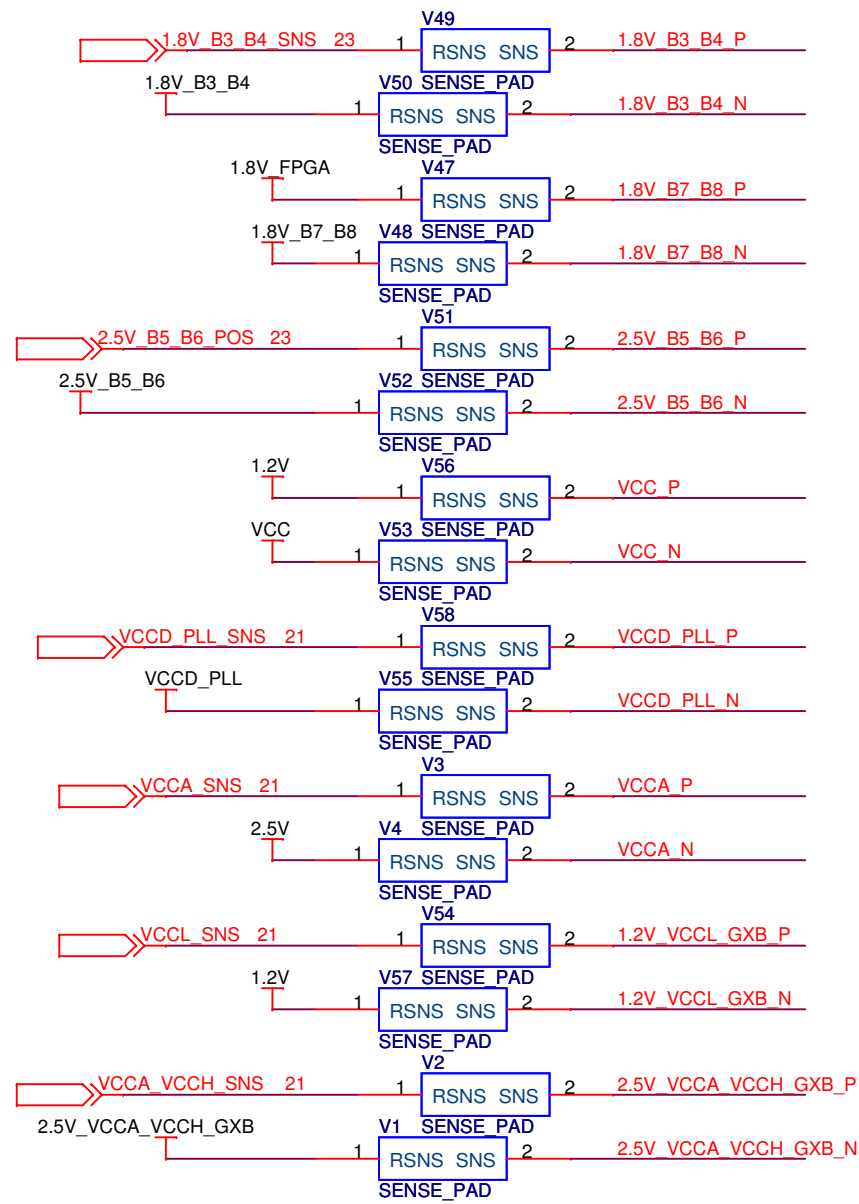 V49
1.8V_B3_B4_SNS 23 1 RSNS SNS 2 1.8V_B3_B4_P
1.8V_B3_B4 V50 SENSE_PAD
1 RSNS SNS 2 1.8V_B3_B4_N
SENSE_PAD
1.8V_FPGA V47
1 RSNS SNS 2 1.8V_B7_B8_P
1.8V_B7_B8 V48 SENSE_PAD
1 RSNS SNS 2 1.8V_B7_B8_N
SENSE_PAD
V51
2.5V_B5_B6_POS 23 1 RSNS SNS 2 2.5V_B5_B6_P
2.5V_B5_B6 V52 SENSE_PAD
1 RSNS SNS 2 2.5V_B5_B6_N
SENSE_PAD
1.2V V56
1 RSNS SNS 2 VCC_P
VCC V53 SENSE_PAD
1 RSNS SNS 2 VCC_N
SENSE_PAD
V58
VCCD_PLL_SNS 21 1 RSNS SNS 2 VCCD_PLL_P
VCCD_PLL V55 SENSE_PAD
1 RSNS SNS 2 VCCD_PLL_N
SENSE_PAD
V3
VCCA_SNS 21 1 RSNS SNS 2 VCCA_P
2.5V V4 SENSE_PAD
1 RSNS SNS 2 VCCA_N
SENSE_PAD
V54
VCCL_SNS 21 1 RSNS SNS 2 1.2V_VCCL_GXB_P
1.2V V57 SENSE_PAD
1 RSNS SNS 2 1.2V_VCCL_GXB_N
SENSE_PAD
V2
VCCA_VCCH_SNS 21 1 RSNS SNS 2 2.5V_VCCA_VCCH_GXB_P
2.5V_VCCA_VCCH_GXB V1 SENSE_PAD
1 RSNS SNS 2 2.5V_VCCA_VCCH_GXB_N
SENSE_PAD